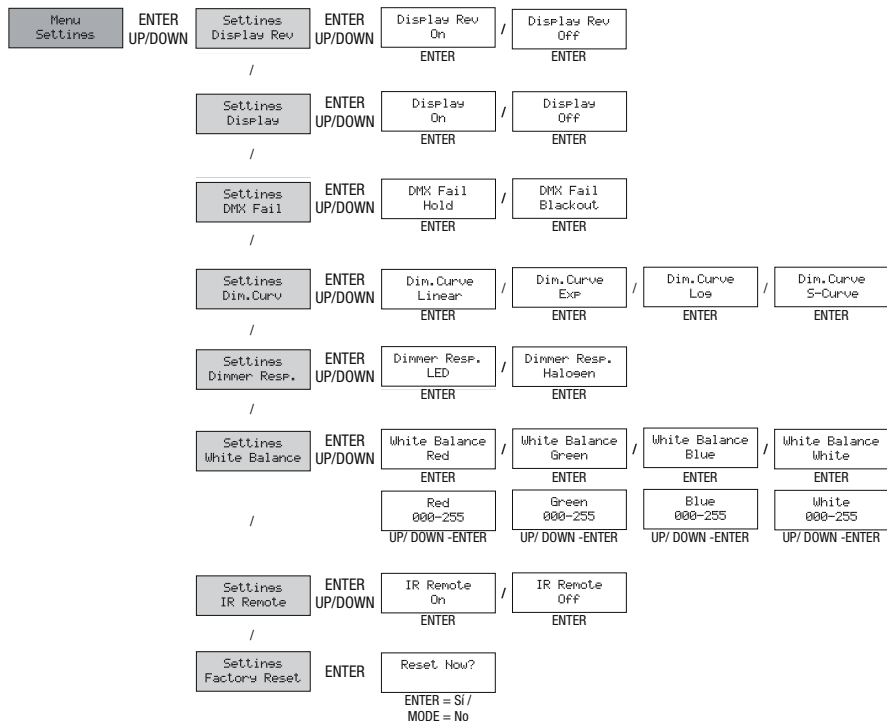 Menu
Settings
ENTER
UP/DOWN
Settings
Display Rev
ENTER
UP/DOWN
Display Rev
On
ENTER
/
Display Rev
Off
ENTER
/
Settings
Display
ENTER
UP/DOWN
Display
On
ENTER
/
Display
Off
ENTER
/
Settings
DMX Fail
ENTER
UP/DOWN
DMX Fail
Hold
ENTER
/
DMX Fail
Blackout
ENTER
/
Settings
Dim.Curv
ENTER
UP/DOWN
Dim.Curve
Linear
ENTER
/
Dim.Curve
Exp
ENTER
/
Dim.Curve
Log
ENTER
/
Dim.Curve
S-Curve
ENTER
/
Settings
Dimmer Resp.
ENTER
UP/DOWN
Dimmer Resp.
LED
ENTER
/
Dimmer Resp.
Halogen
ENTER
/
Settings
White Balance
ENTER
UP/DOWN
White Balance
Red
ENTER
/
White Balance
Green
ENTER
/
White Balance
Blue
ENTER
/
White Balance
White
ENTER
/
Red
000-255
UP/ DOWN -ENTER
Green
000-255
UP/ DOWN -ENTER
Blue
000-255
UP/ DOWN -ENTER
White
000-255
UP/ DOWN -ENTER
Settings
IR Remote
ENTER
UP/DOWN
IR Remote
On
ENTER
/
IR Remote
Off
ENTER
/
Settings
Factory Reset
ENTER
Reset Now?
ENTER = Sí /
MODE = No